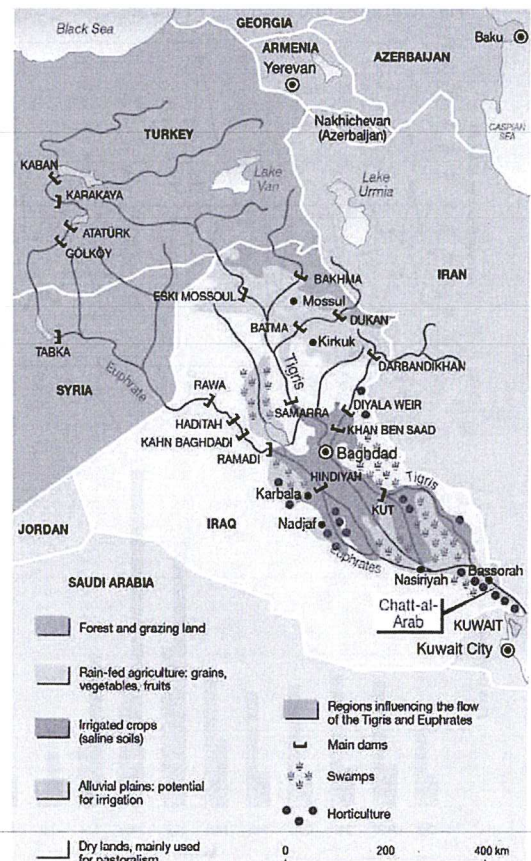 Black Sea
GEORGIA
Baku
ARMENIA
Yerevan
AZERBAIJAN
Nakhichevan
(Azerbaijan)
CASPIAN
SEA
TURKEY
KABAN
KARAKAYA
Lake
Van
Lake
Urmia
ATATÜRK
GÖLKÖY
IRAN
BAKHMA
ESKI MOSSOUL
Mossul
DUKAN
BATMA
Kirkuk
TABKA
Tigris
DARBANDIKHAN
Euphrate
SYRIA
RAWA
DIYALA WEIR
SAMARRA
HADITAH
KHAN BEN SAAD
KAHN BAGHDADI
RAMADI
Baghdad
HINDIYAH
Tigris
Karbala
KUT
IRAQ
Nadjaf
JORDAN
Euphrates
Nasiriyah
Bassorah
SAUDI ARABIA
Chatt-al-
Arab
KUWAIT
Kuwait City
Forest and grazing land
Rain-fed agriculture: grains,
vegetables, fruits
Irrigated crops
(saline soils)
Alluvial plains: potential
for irrigation
Dry lands, mainly used
for pastoralism
Regions influencing the flow
of the Tigris and Euphrates
Main dams
Swamps
Horticulture
0 200 400 km